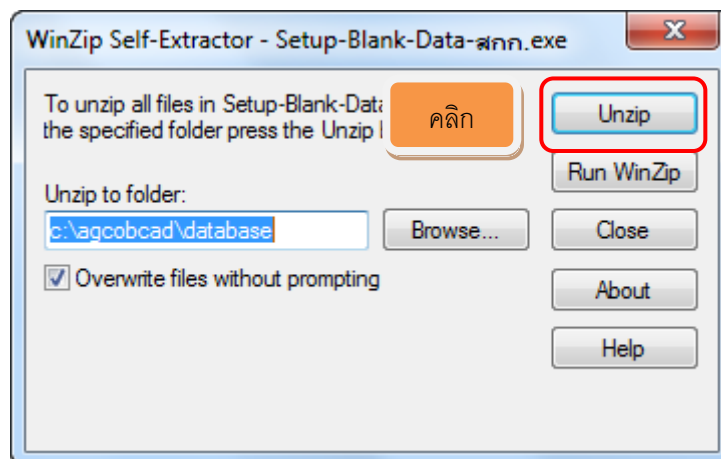 WinZip Self-Extractor - Setup-Blank-Data-สกก.exe
To unzip all files in Setup-Blank-Data
the specified folder press the Unzip
คลิก
Unzip
Run WinZip
Unzip to folder:
c:\agcobcad\database
Browse...
Close
Overwrite files without prompting
About
Help